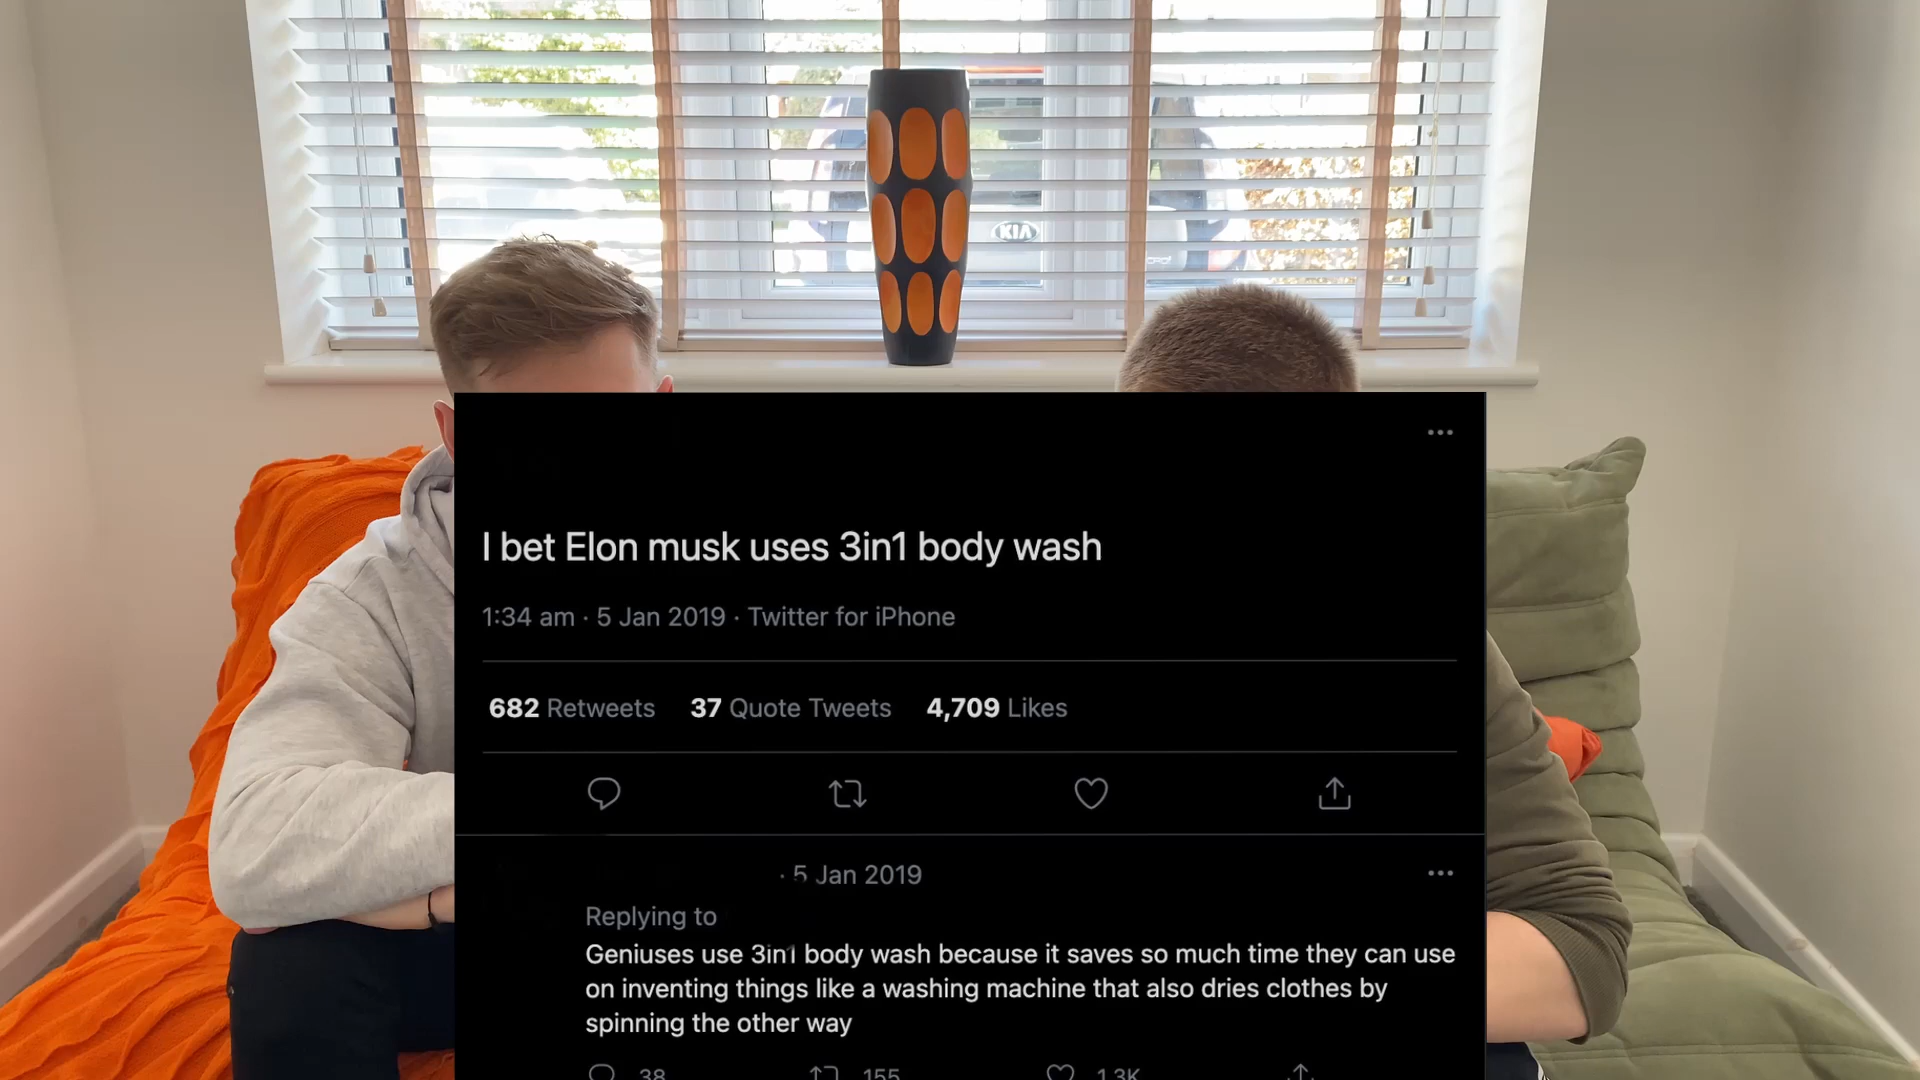 KIA
I bet Elon musk uses 3in1 body wash
1:34 am · 5 Jan 2019 · Twitter for iPhone
682 Retweets 37 Quote Tweets 4,709 Likes
· 5 Jan 2019
Replying to
Geniuses use 3in1 body wash because it saves so much time they can use
on inventing things like a washing machine that also dries clothes by
spinning the other way
38 155 1.3K